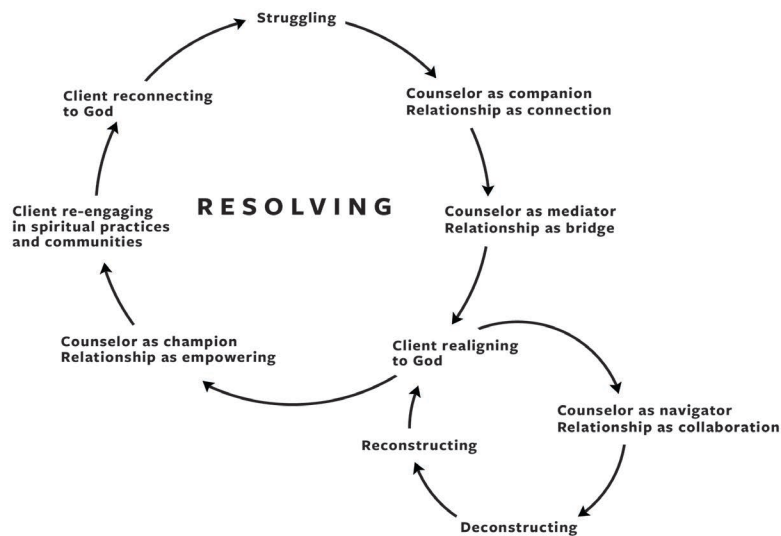 Struggling
Counselor as companion
Relationship as connection
Counselor as mediator
Relationship as bridge
Client realigning
to God
Counselor as navigator
Relationship as collaboration
Deconstructing
Reconstructing
Counselor as champion
Relationship as empowering
Client re-engaging
in spiritual practices
and communities
Client reconnecting
to God
RESOLVING